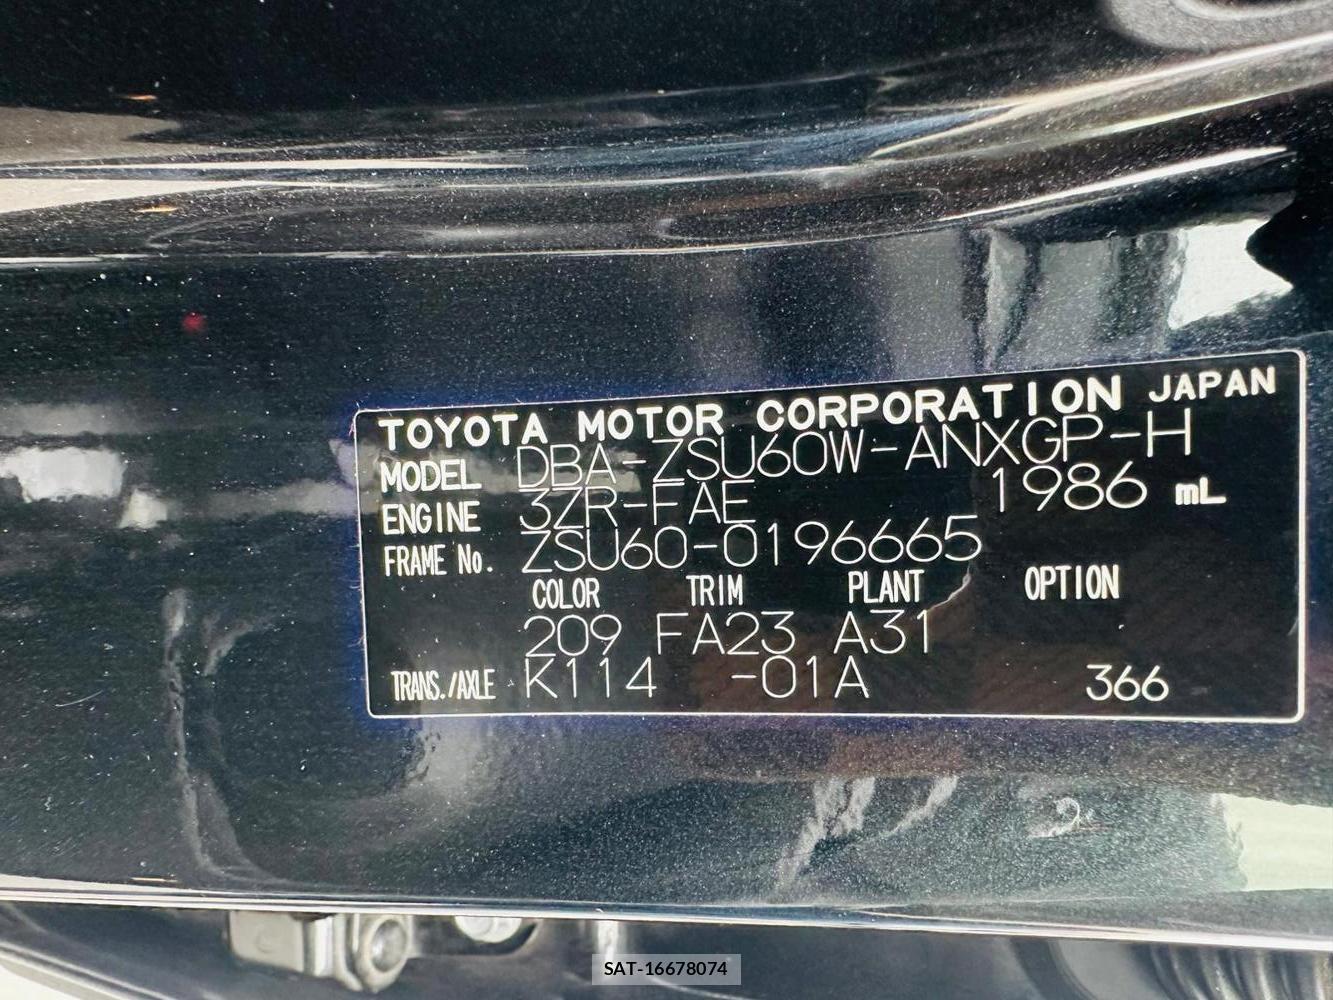 TOYOTA MOTOR CORPORATION JAPAN
MODEL DBA-ZSU60W-ANXGP-H
ENGINE 3ZR-FAE 1986 mL
FRAME No. ZSU60-0196665
COLOR TRIM PLANT OPTION
209 FA23 A31
TRANS./AXLE K114 -01A 366
SAT-16678074